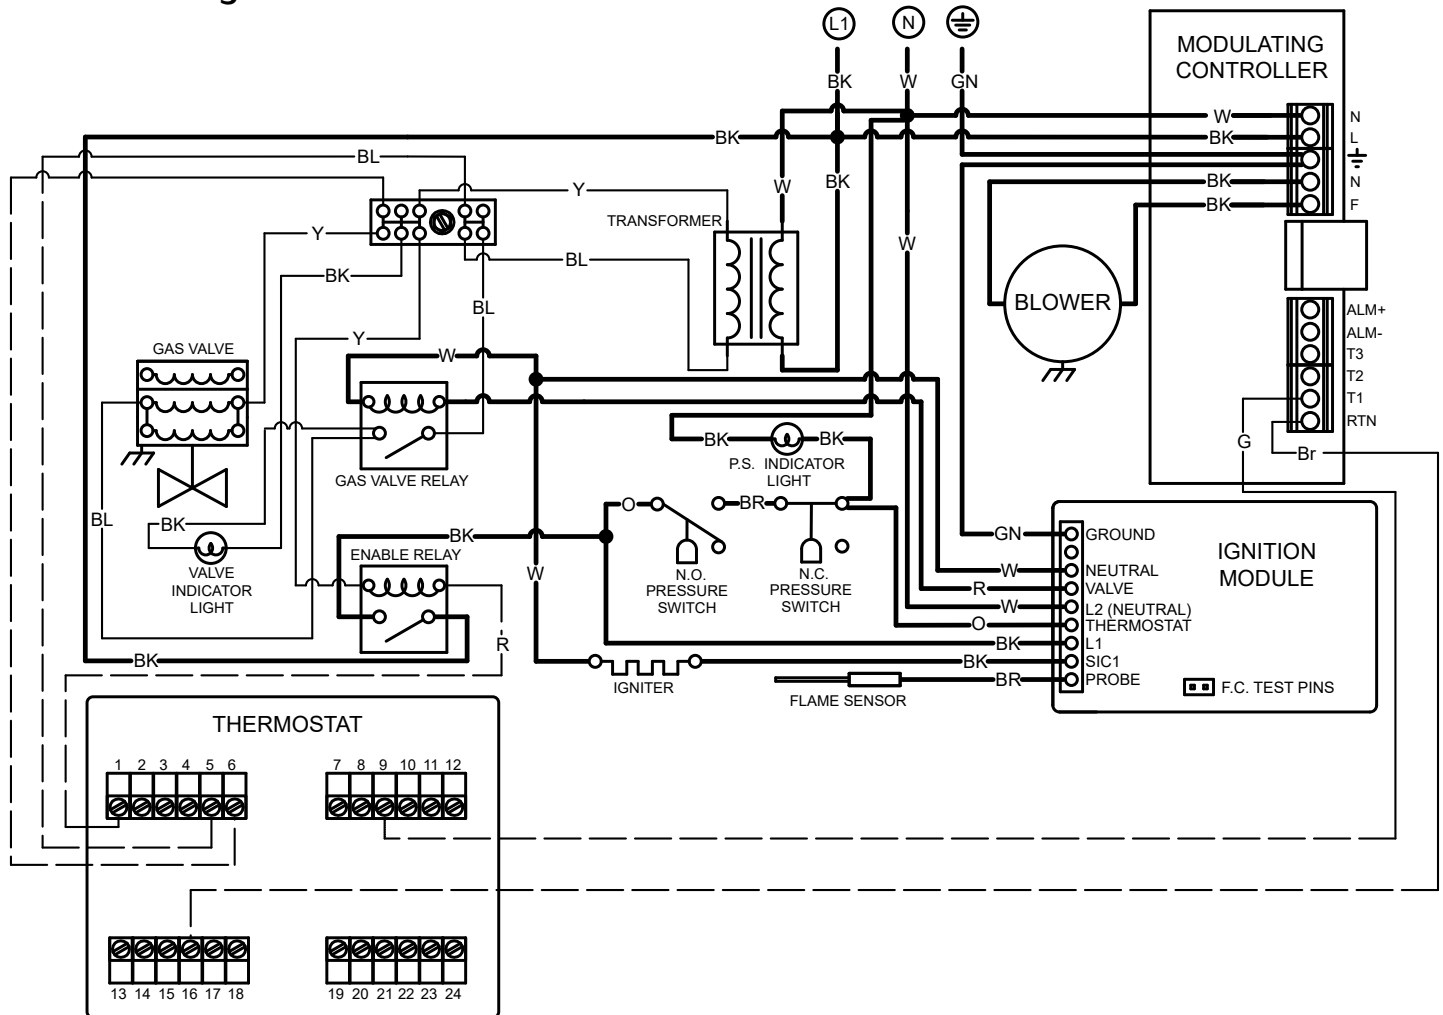 L1 N
BK W GN
MODULATING
CONTROLLER
W N
BK BK L
BL
Y W BK BK N
TRANSFORMER BK F
Y W
BK BL
BL BLOWER
ALM+
Y ALM-
GAS VALVE W T3
T2
T1
RTN
BK BK G Br
P.S. INDICATOR
LIGHT
GAS VALVE RELAY
BL BK O BR
BK GN GROUND IGNITION
MODULE
ENABLE RELAY
VALVE
INDICATOR
LIGHT
W N.O.
PRESSURE
SWITCH
N.C.
PRESSURE
SWITCH
W NEUTRAL
R VALVE
W L2 (NEUTRAL)
O THERMOSTAT
R BK L1
BK BK SIC1
IGNITER BR PROBE
FLAME SENSOR F.C. TEST PINS
THERMOSTAT
1 2 3 4 5 6 7 8 9 10 11 12
13 14 15 16 17 18 19 20 21 22 23 24